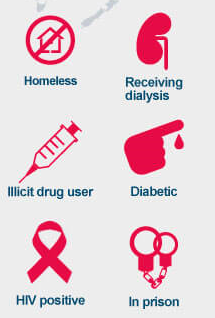 Homeless
Receiving
dialysis
Illicit drug user
Diabetic
HIV positive
In prison